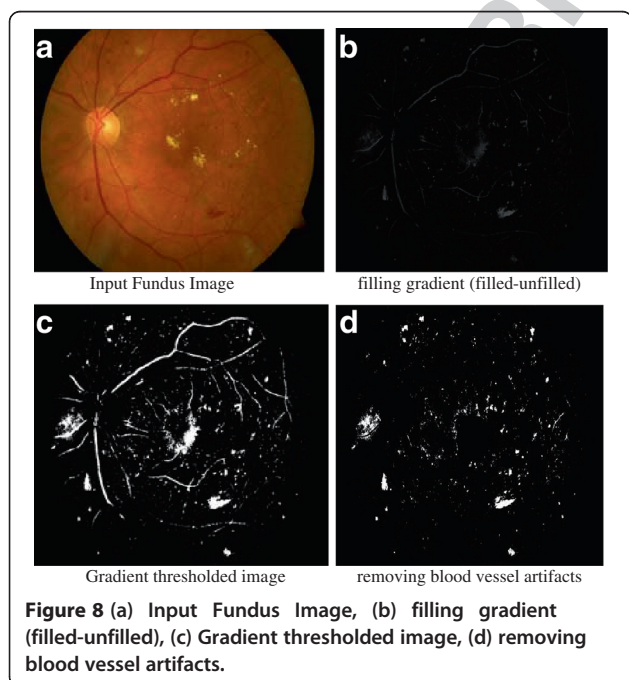 a
b
Input Fundus Image
filling gradient (filled-unfilled)
c
d
Gradient thresholded image
removing blood vessel artifacts
Figure 8 (a) Input Fundus Image, (b) filling gradient
(filled-unfilled), (c) Gradient thresholded image, (d) removing
blood vessel artifacts.